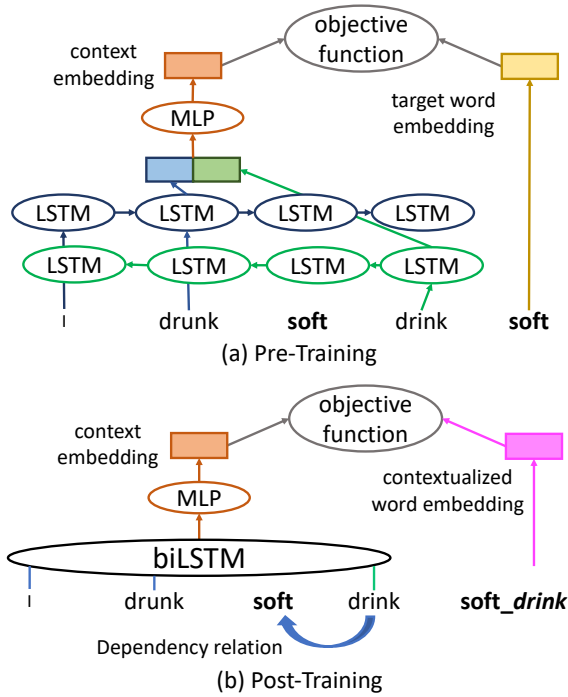 context
embedding
objective
function
target word
embedding
MLP
LSTM LSTM LSTM LSTM
LSTM LSTM LSTM LSTM
I drunk soft drink soft
(a) Pre-Training
context
embedding
objective
function
contextualized
word embedding
MLP
biLSTM
I drunk soft drink soft_drink
Dependency relation
(b) Post-Training